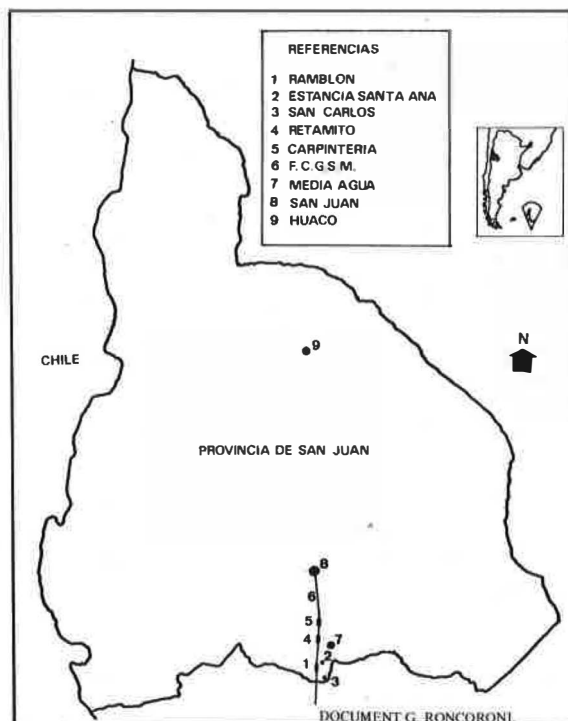 REFERENCIAS
1 RAMBLON
2 ESTANCIA SANTA ANA
3 SAN CARLOS
4 RETAMITO
5 CARPINTERIA
6 F.C.G.S.M.
7 MEDIA AGUA
8 SAN JUAN
9 HUACO
N
9
CHILE
PROVINCIA DE SAN JUAN
8
6
5
4
7
2
1
3
DOCUMENT G. RONCORONI